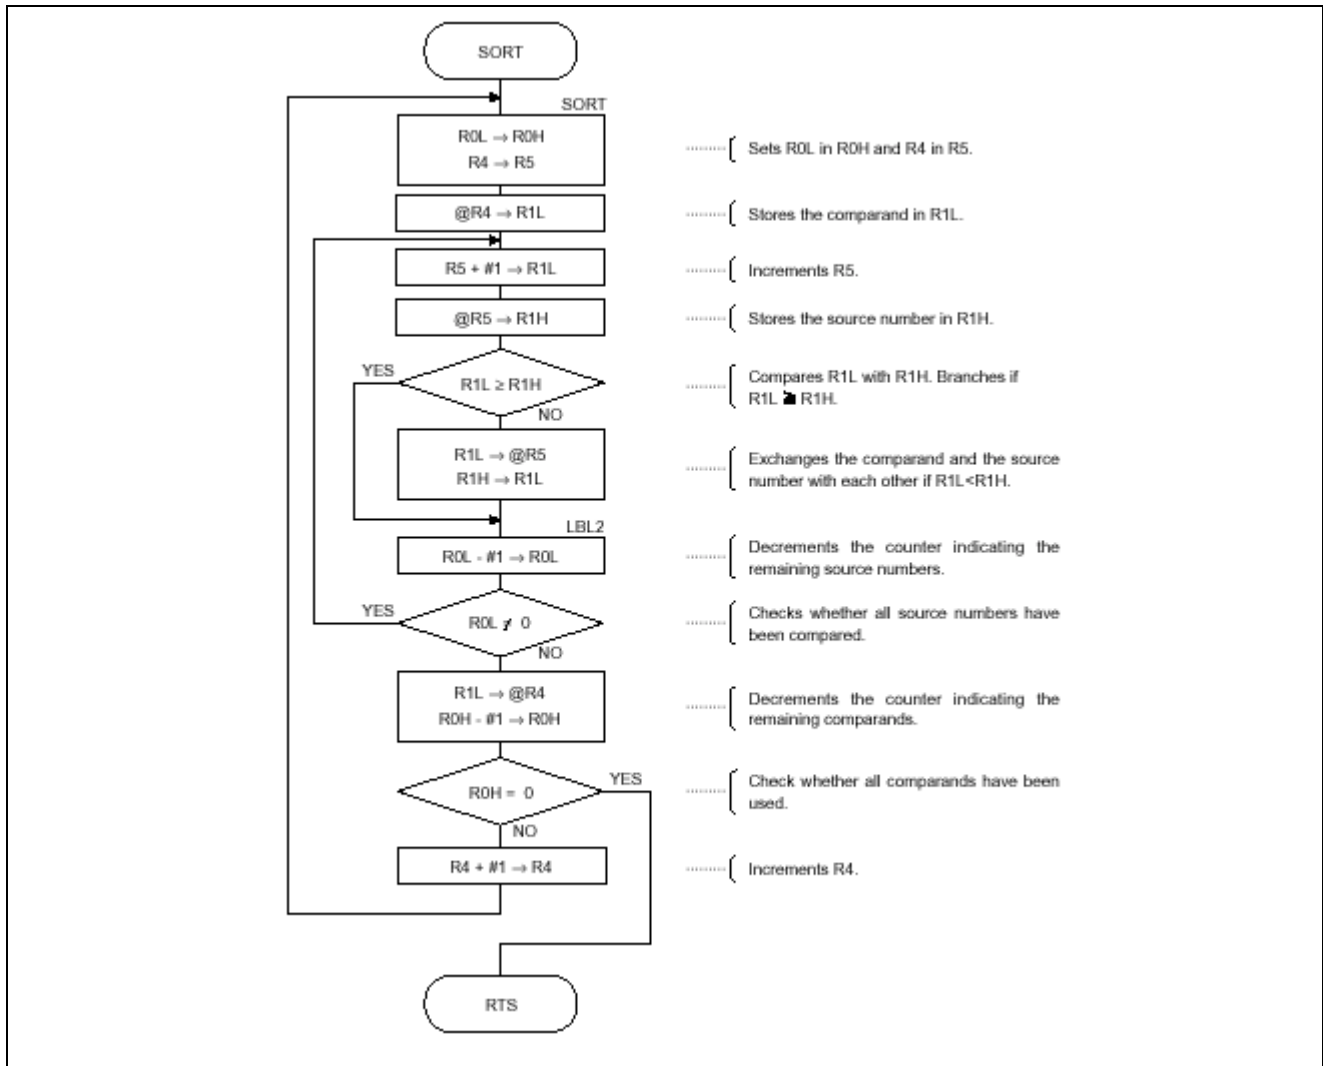 SORT
SORT
R0L → R0H
R4 → R5
Sets R0L in R0H and R4 in R5.
@R4 → R1L
Stores the comparand in R1L.
R5 + #1 → R1L
Increments R5.
@R5 → R1H
Stores the source number in R1H.
YES
R1L ≥ R1H
NO
Compares R1L with R1H. Branches if
R1L ≥ R1H.
R1L → @R5
R1H → R1L
Exchanges the comparand and the source
number with each other if R1L<R1H.
LBL2
R0L - #1 → R0L
Decrements the counter indicating the
remaining source numbers.
YES
R0L ≠ 0
NO
Checks whether all source numbers have
been compared.
R1L → @R4
R0H - #1 → R0H
Decrements the counter indicating the
remaining comparands.
R0H = 0
YES
NO
Check whether all comparands have been
used.
R4 + #1 → R4
Increments R4.
RTS